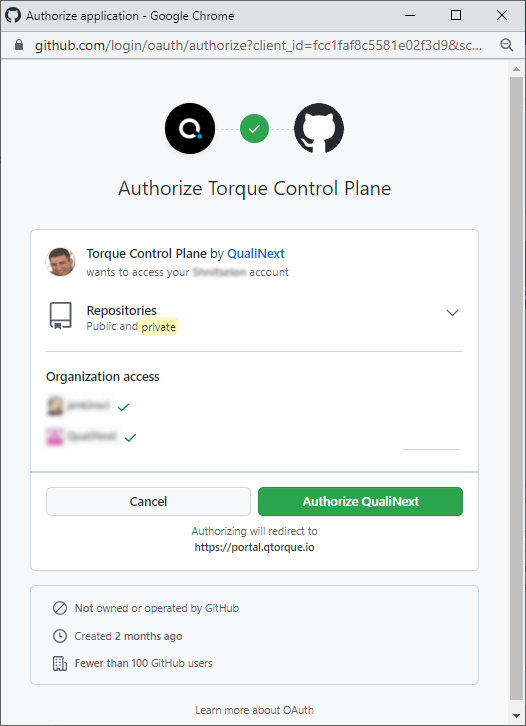 Authorize application - Google Chrome
github.com/login/oauth/authorize?client_id=fcc1faf8c5581e02f3d9&sc...
Authorize Torque Control Plane
Torque Control Plane by QualiNext
wants to access your account
Repositories
Public and private
Organization access
Cancel
Authorize QualiNext
Authorizing will redirect to
https://portal.qtorque.io
Not owned or operated by GitHub
Created 2 months ago
Fewer than 100 GitHub users
Learn more about OAuth